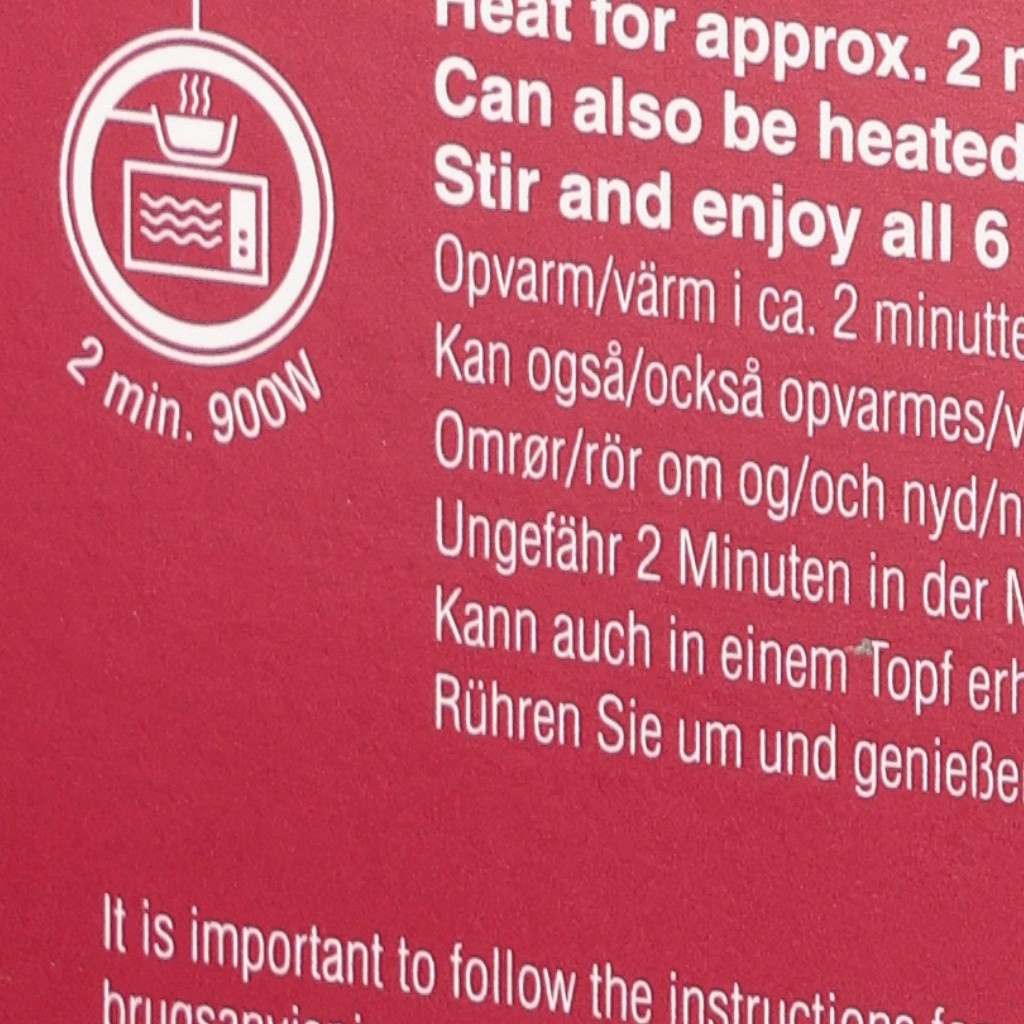 2 min. 900W
Heat for approx. 2
Can also be heated
Stir and enjoy all 6
Opvarm/värm i ca. 2 minutte
Kan også/också opvarmes/v
Omrør/rör om og/och nyd/n
Ungefähr 2 Minuten in der M
Kann auch in einem Topf erh
Rühren Sie um und genieße
It is important to follow the instructions